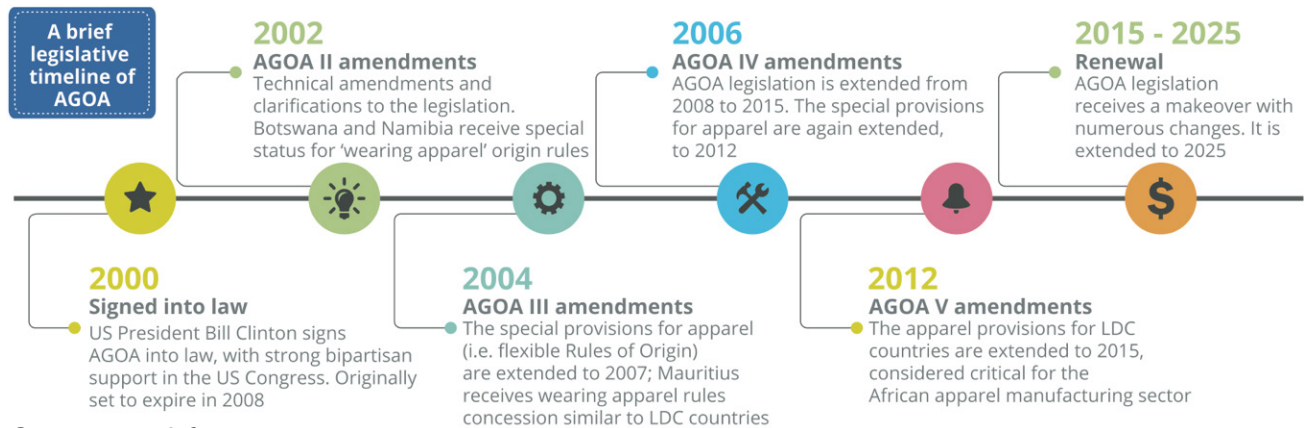 A brief
legislative
timeline of
AGOA
2002
AGOA II amendments
Technical amendments and
clarifications to the legislation.
Botswana and Namibia receive special
status for ‘wearing apparel’ origin rules
2006
AGOA IV amendments
AGOA legislation is extended from
2008 to 2015. The special provisions
for apparel are again extended,
to 2012
2015 - 2025
Renewal
AGOA legislation
receives a makeover with
numerous changes. It is
extended to 2025
$
2000
Signed into law
US President Bill Clinton signs
AGOA into law, with strong bipartisan
support in the US Congress. Originally
set to expire in 2008
2004
AGOA III amendments
The special provisions for apparel
(i.e. flexible Rules of Origin)
are extended to 2007; Mauritius
receives wearing apparel rules
concession similar to LDC countries
2012
AGOA V amendments
The apparel provisions for LDC
countries are extended to 2015,
considered critical for the
African apparel manufacturing sector